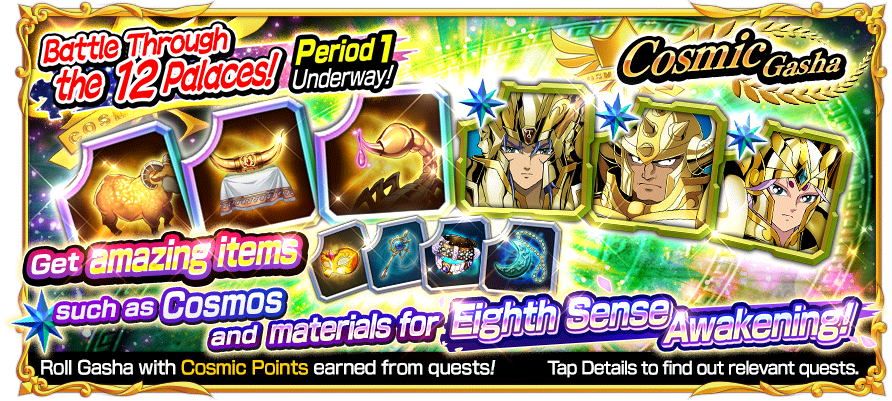 Battle Through
the 12 Palaces!
Period 1
Underway!
Cosmic
Gasha
Get amazing items
such as Cosmos
and materials for Eighth Sense
Awakening!
Roll Gasha with Cosmic Points earned from quests!
Tap Details to find out relevant quests.